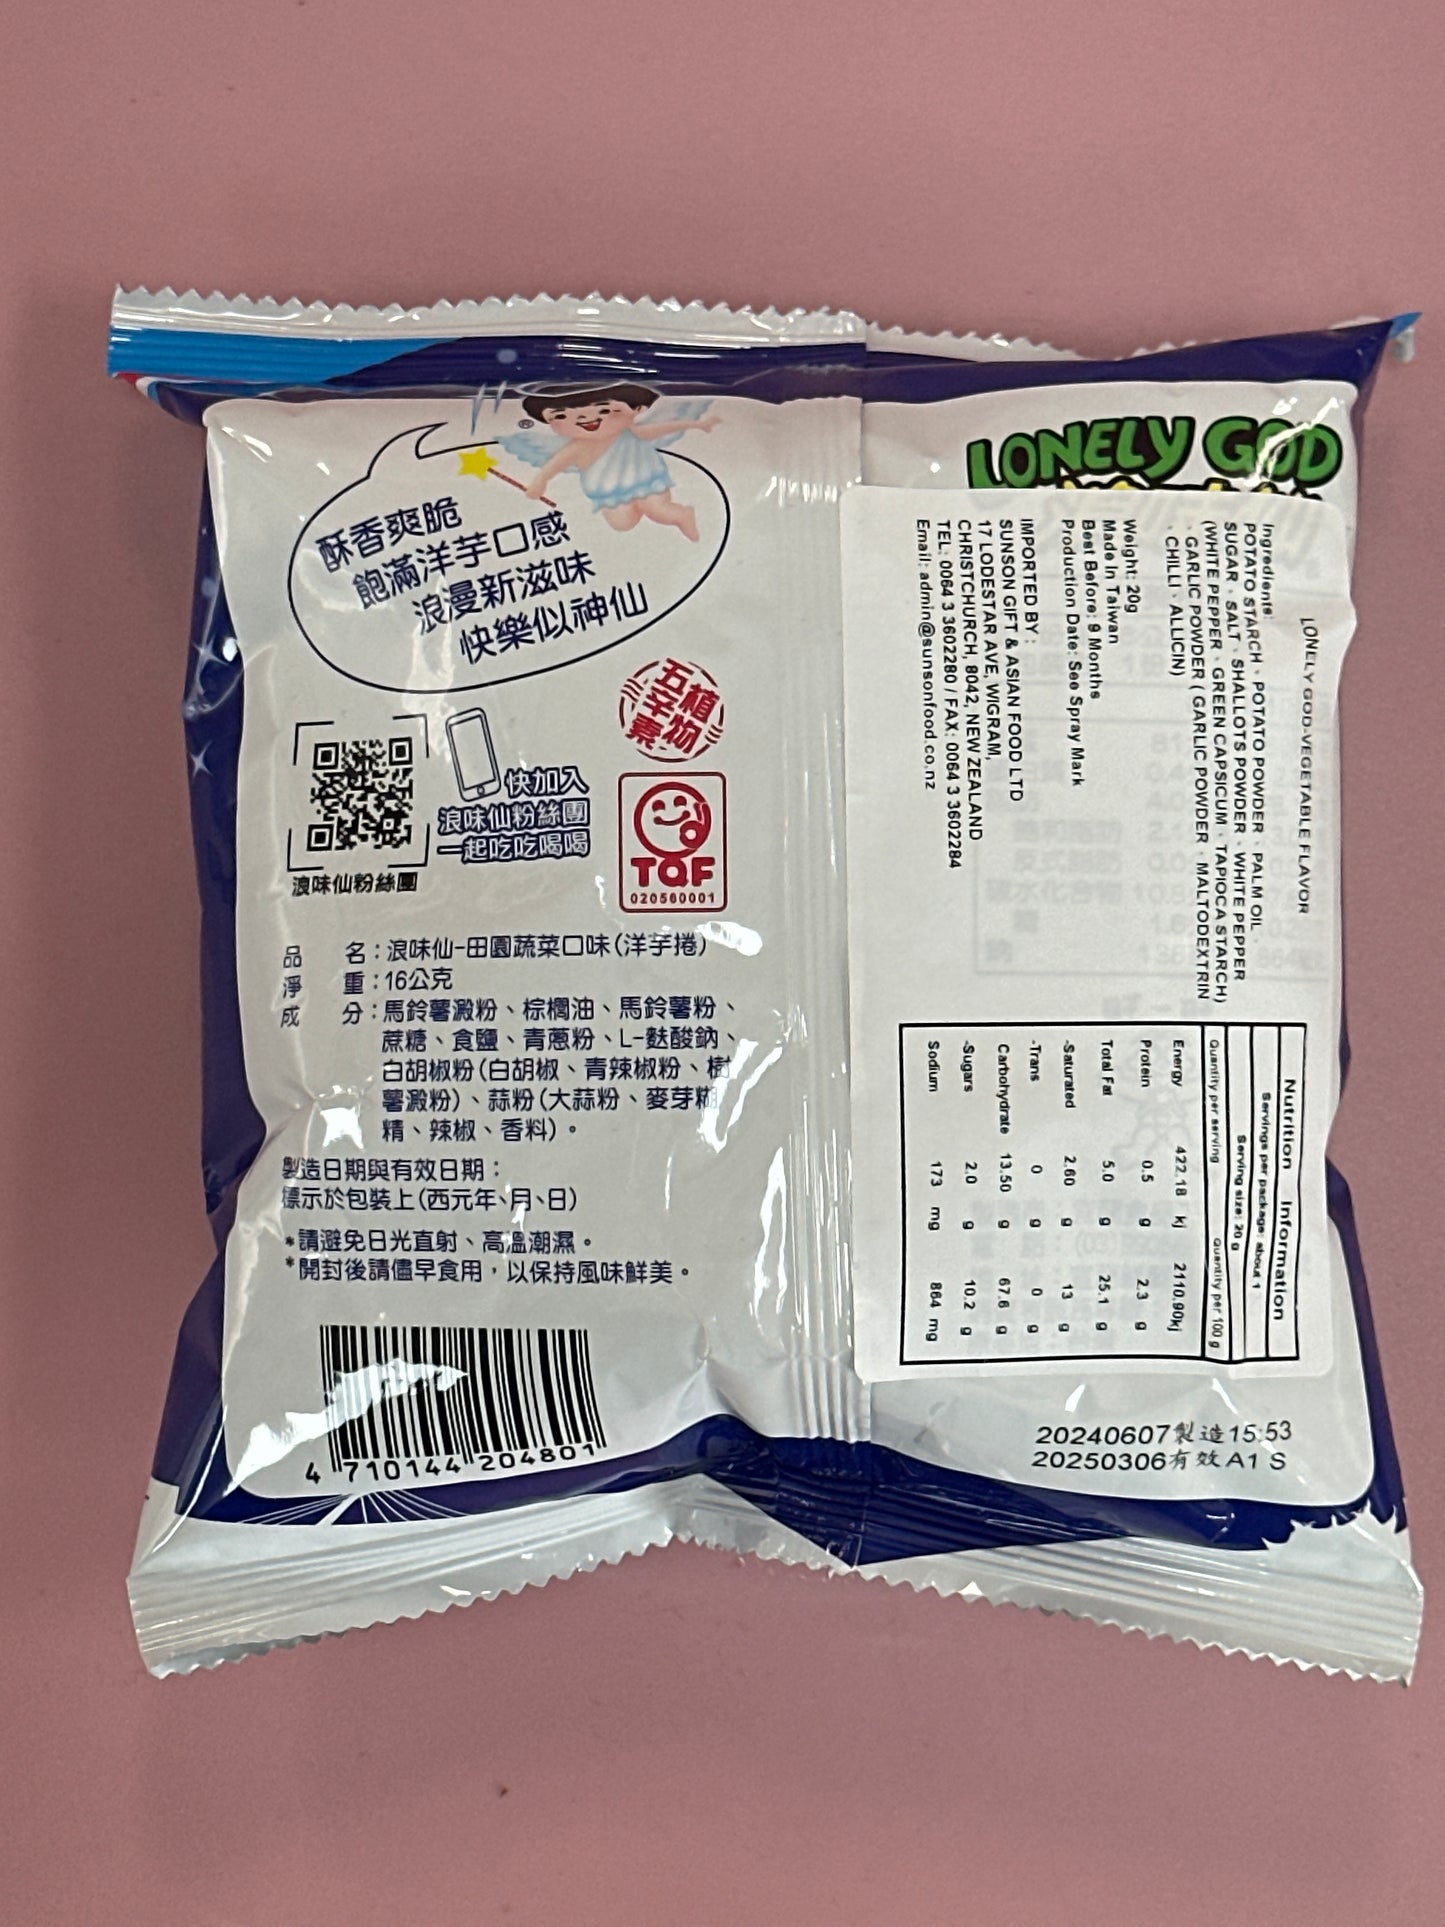 酥香爽脆
飽滿洋芋口感
浪漫新滋味
快樂似神仙
®
五辛素
植物
快加入
浪味仙粉絲團
一起吃吃喝喝
浪味仙粉絲團
TQF
020560001
品名：浪味仙-田園蔬菜口味(洋芋捲)
淨重：16公克
成分：馬鈴薯澱粉、棕櫚油、馬鈴薯粉、
蔗糖、食鹽、青蔥粉、L-麩酸鈉、
白胡椒粉(白胡椒、青辣椒粉、樹
薯澱粉)、蒜粉(大蒜粉、麥芽糊
精、辣椒、香料)。
製造日期與有效日期：
標示於包裝上(西元年、月、日)
*請避免日光直射、高溫潮濕。
*開封後請儘早食用，以保持風味鮮美。
4 710144 204801
LONELY GOD
LONELY GOD-VEGETABLE FLAVOR
Ingredients:
POTATO STARCH、POTATO POWDER、PALM OIL、
SUGAR、SALT、SHALLOTS POWDER、WHITE PEPPER
(WHITE PEPPER、GREEN CAPSICUM、TAPIOCA STARCH)
、GARLIC POWDER ( GARLIC POWDER、MALTODEXTRIN
、CHILLI、ALLICIN)
Weight: 20g
Made In Taiwan
Best Before: 9 Months
Production Date: See Spray Mark
IMPORTED BY :
SUNSON GIFT & ASIAN FOOD LTD
17 LODESTAR AVE, WIGRAM,
CHRISTCHURCH, 8042, NEW ZEALAND
TEL: 0064 3 3602280 / FAX: 0064 3 3602284
Email: admin@sunsonfood.co.nz
Nutrition Information
Servings per package: about 1
Serving size: 20 g
Quantity per serving Quantity per 100 g
Energy 422.18 kj 2110.90kj
Protein 0.5 g 2.3 g
Total Fat 5.0 g 25.1 g
-Saturated 2.60 g 13 g
-Trans 0 g 0 g
Carbohydrate 13.50 g 67.6 g
-Sugars 2.0 g 10.2 g
Sodium 173 mg 864 mg
20240607製造15:53
20250306有效A1 S